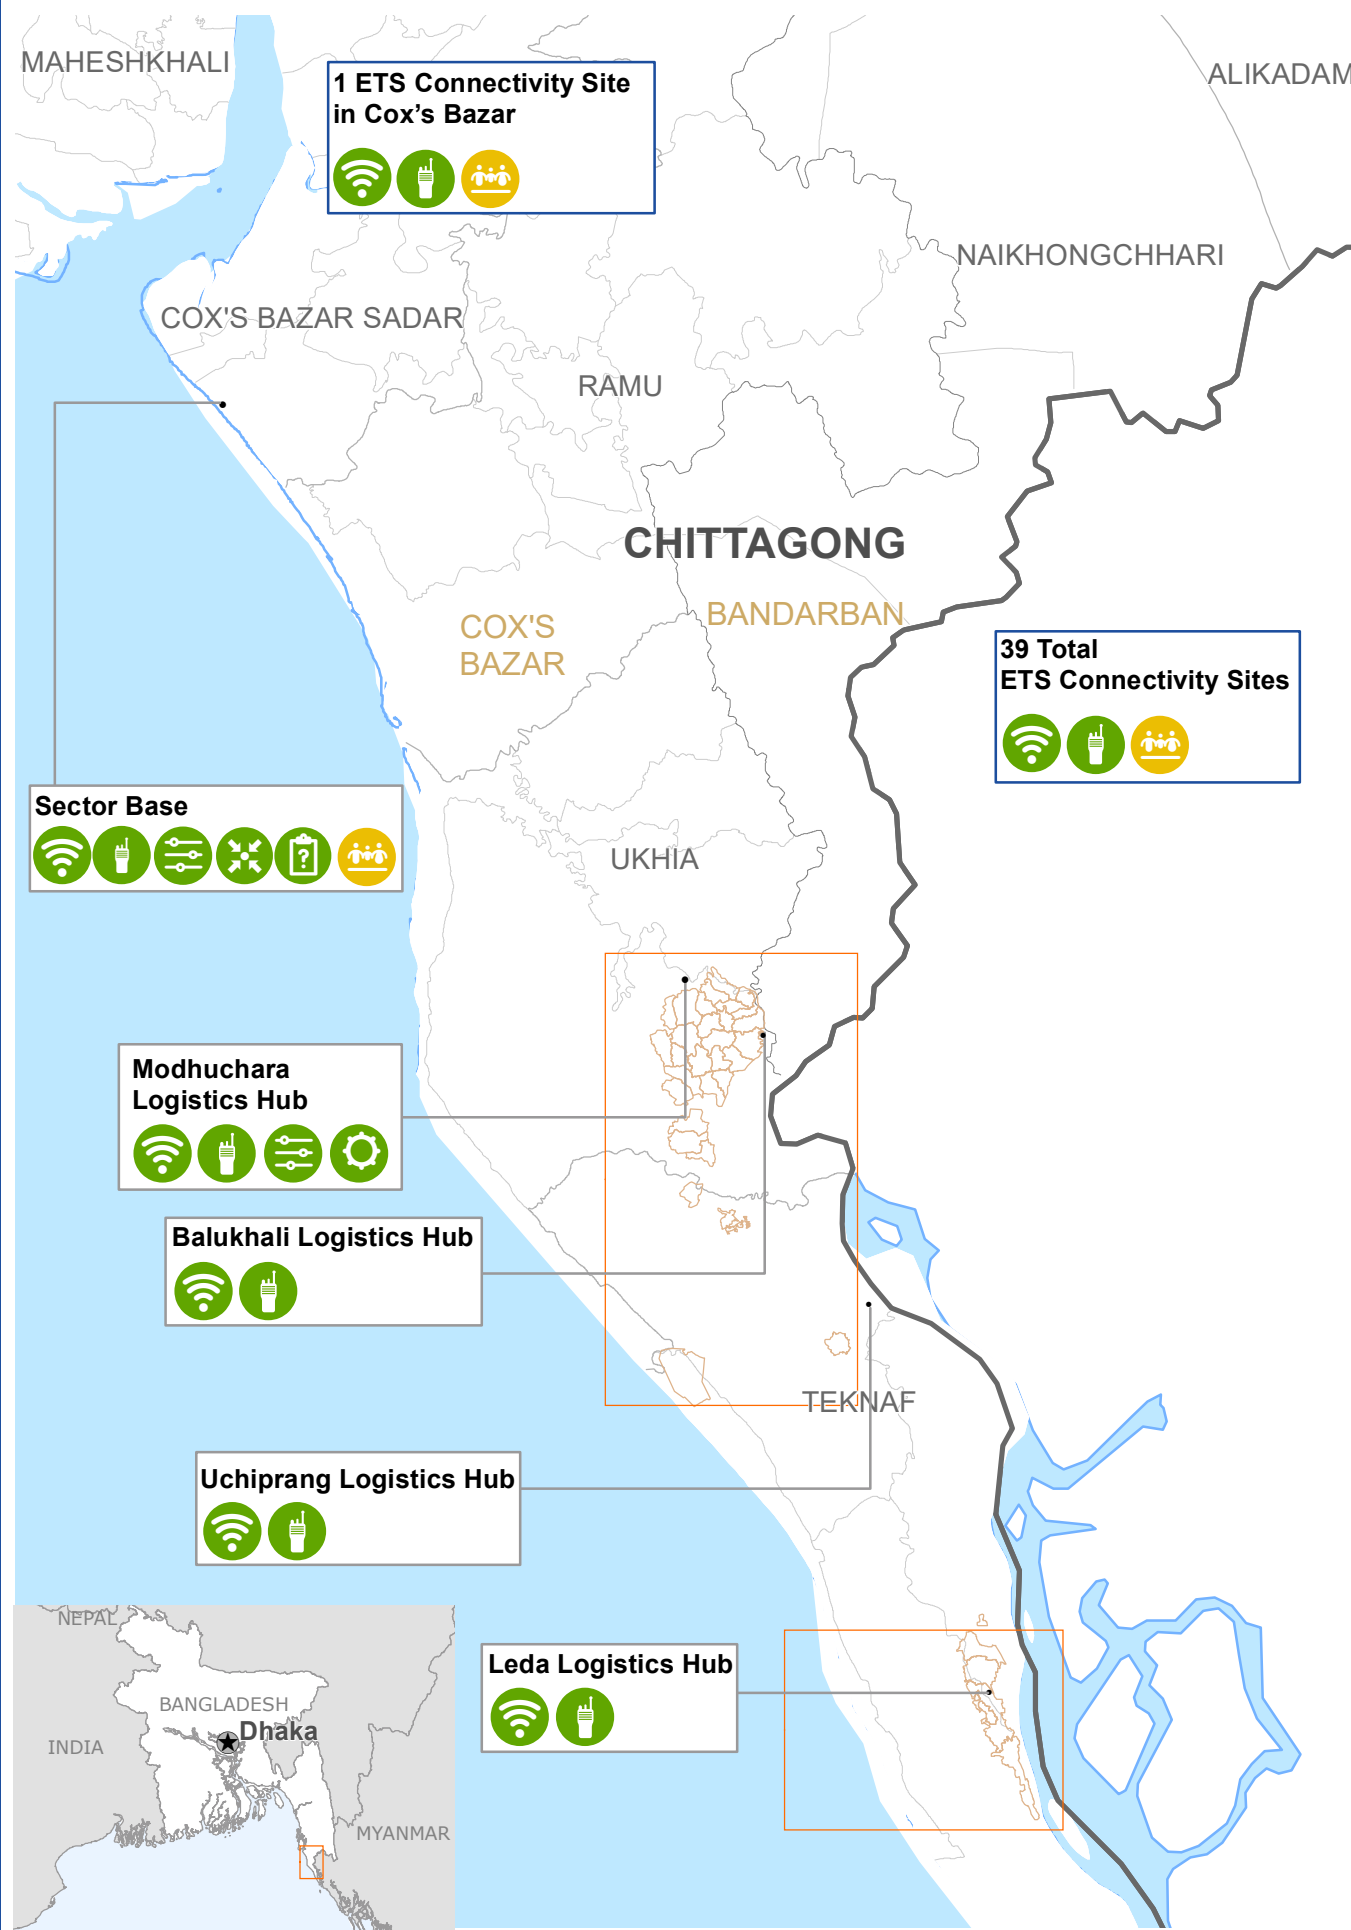 MAHESHKHALI
1 ETS Connectivity Site
in Cox’s Bazar
ALIKADAM
NAIKHONGCHHARI
COX'S BAZAR SADAR
RAMU
CHITTAGONG
COX'S
BAZAR
BANDARBAN
39 Total
ETS Connectivity Sites
Sector Base
?
UKHIA
Modhuchara
Logistics Hub
Balukhali Logistics Hub
TEKNAF
Uchiprang Logistics Hub
Leda Logistics Hub
NEPAL
BANGLADESH
Dhaka
INDIA
MYANMAR